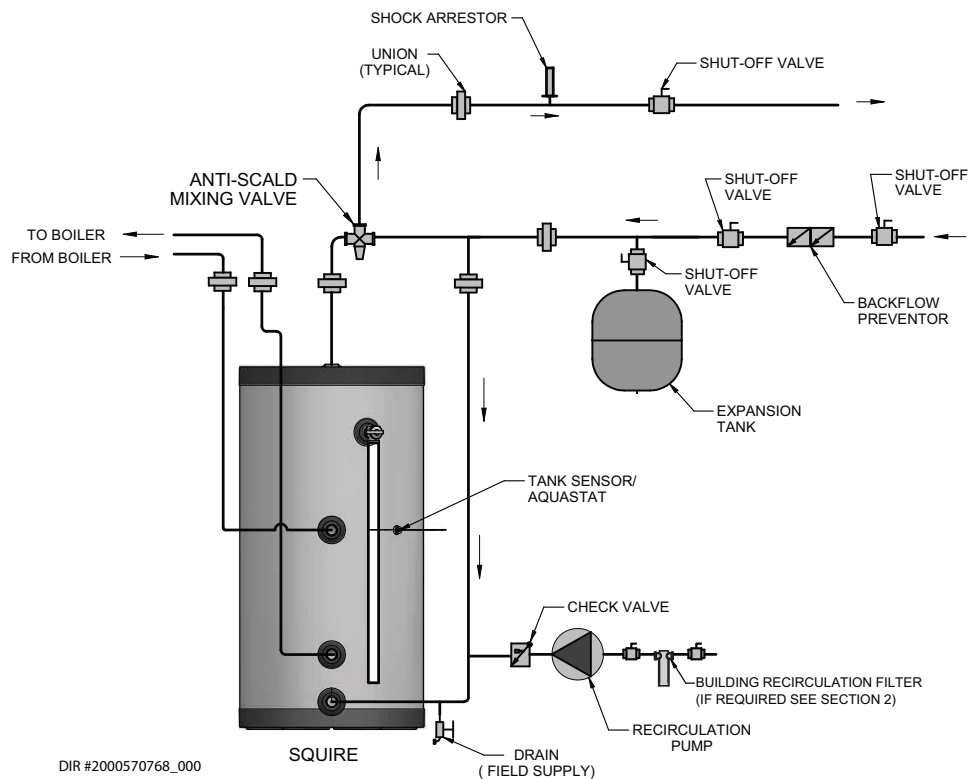 SHOCK ARRESTOR
UNION
(TYPICAL)
SHUT-OFF VALVE
ANTI-SCALD
MIXING VALVE
SHUT-OFF
VALVE
SHUT-OFF
VALVE
TO BOILER
FROM BOILER
SHUT-OFF
VALVE
BACKFLOW
PREVENTOR
EXPANSION
TANK
TANK SENSOR/
AQUASTAT
CHECK VALVE
BUILDING RECIRCULATION FILTER
(IF REQUIRED SEE SECTION 2)
RECIRCULATION
PUMP
SQUIRE
DRAIN
( FIELD SUPPLY)
DIR #2000570768_000